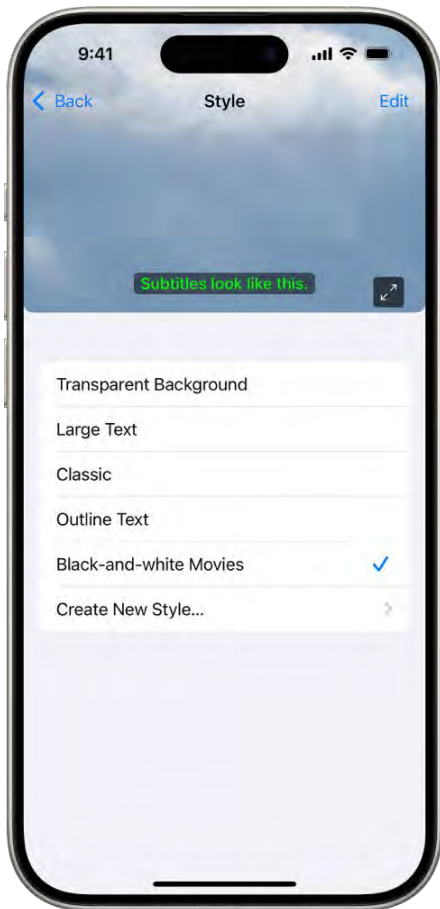 9:41
Back
Style
Edit
Subtitles look like this.
Transparent Background
Large Text
Classic
Outline Text
Black-and-white Movies
Create New Style...